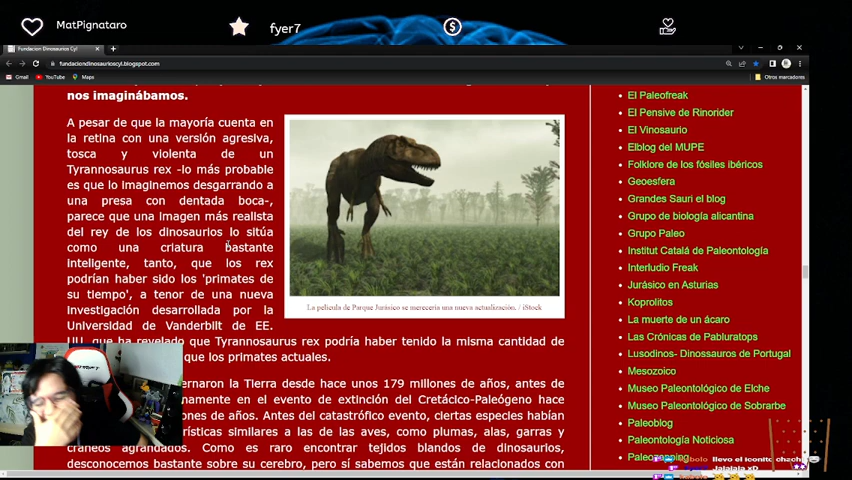 MatPignataro
fyer7
Fundacion Dinosaurios Cyl
fundaciondinosaurioscyl.blogspot.com
Gmail
YouTube
Maps
Otros marcadores
nos imaginábamos.
A pesar de que la mayoría cuenta en
la retina con una versión agresiva,
tosca y violenta de un
Tyrannosaurus rex -lo más probable
es que lo imaginemos desgarrando a
una presa con dentada boca-,
parece que una imagen más realista
del rey de los dinosaurios lo sitúa
como una criatura bastante
inteligente, tanto, que los rex
podrían haber sido los 'primates de
su tiempo', a tenor de una nueva
investigación desarrollada por la
Universidad de Vanderbilt de EE.
UU. que ha revelado que Tyrannosaurus rex podría haber tenido la misma cantidad de
que los primates actuales.
La película de Parque Jurásico se merecería una nueva actualización. / iStock
ernaron la Tierra desde hace unos 179 millones de años, antes de
namente en el evento de extinción del Cretácico-Paleógeno hace
ones de años. Antes del catastrófico evento, ciertas especies habían
rísticas similares a las de las aves, como plumas, alas, garras y
cráneos agrandados. Como es raro encontrar tejidos blandos de dinosaurios,
desconocemos bastante sobre su cerebro, pero sí sabemos que están relacionados con
El Paleofreak
El Pensive de Rinorider
El Vinosaurio
Elblog del MUPE
Folklore de los fósiles ibéricos
Geoesfera
Grandes Sauri el blog
Grupo de biología alicantina
Grupo Paleo
Institut Català de Paleontología
Interludio Freak
Jurásico en Asturias
Koprolitos
La muerte de un ácaro
Las Crónicas de Pabluratops
Lusodinos- Dinossauros de Portugal
Mesozoico
Museo Paleontológico de Elche
Museo Paleontológico de Sobrarbe
Paleoblog
Paleontología Noticiosa
Paleorapping
llevo el iconito
Jajajaja xD